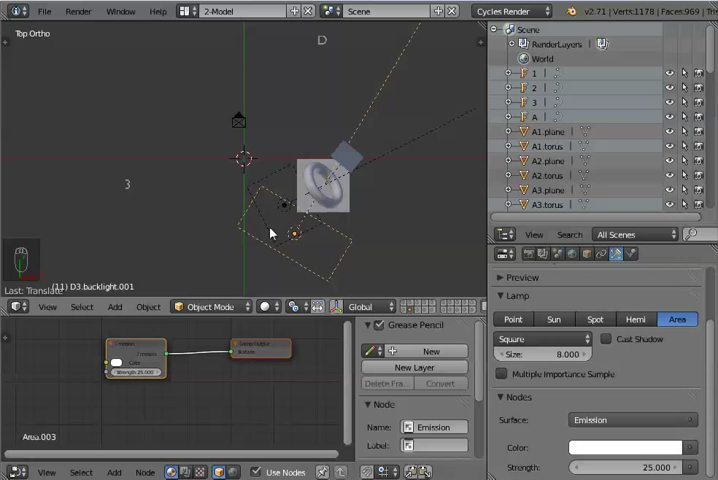 File Render Window Help 2-Model Scene Cycles Render v2.71 | Verts:1178 | Faces:969 |
Top Ortho
D
3
Last: Translate
(11) D3.backlight.001
View Select Add Object Object Mode Global
Scene
RenderLayers |
World
1 |
2 |
3 |
A |
A1.plane |
A1.torus |
A2.plane |
A2.torus |
A3.plane |
A3.torus |
View Search All Scenes
Preview
Lamp
Point Sun Spot Hemi Area
Square
Size: 8.000
Cast Shadow
Multiple Importance Sample
Nodes
Surface: Emission
Color:
Strength: 25.000
Emission
Color
Strength 25.000
Area.003
Grease Pencil
New
New Layer
Delete Fra... Convert
Node
Name: Emission
Label:
View Select Add Node Use Nodes